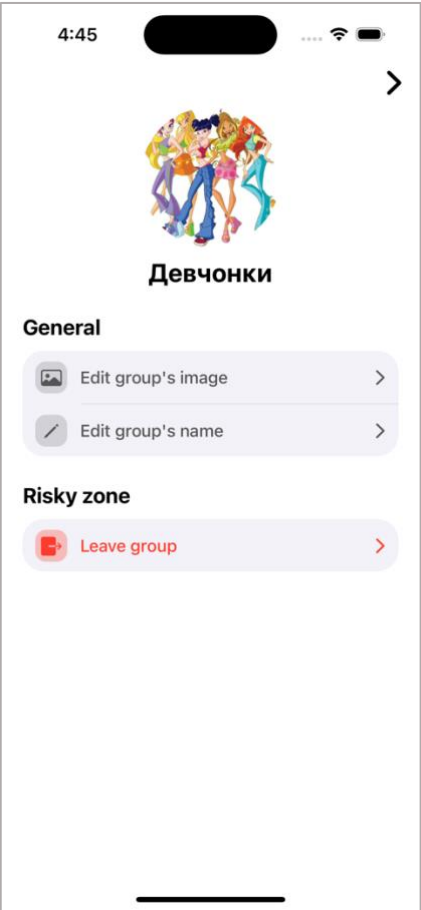 4:45
Девчонки
General
Edit group's image
Edit group's name
Risky zone
Leave group